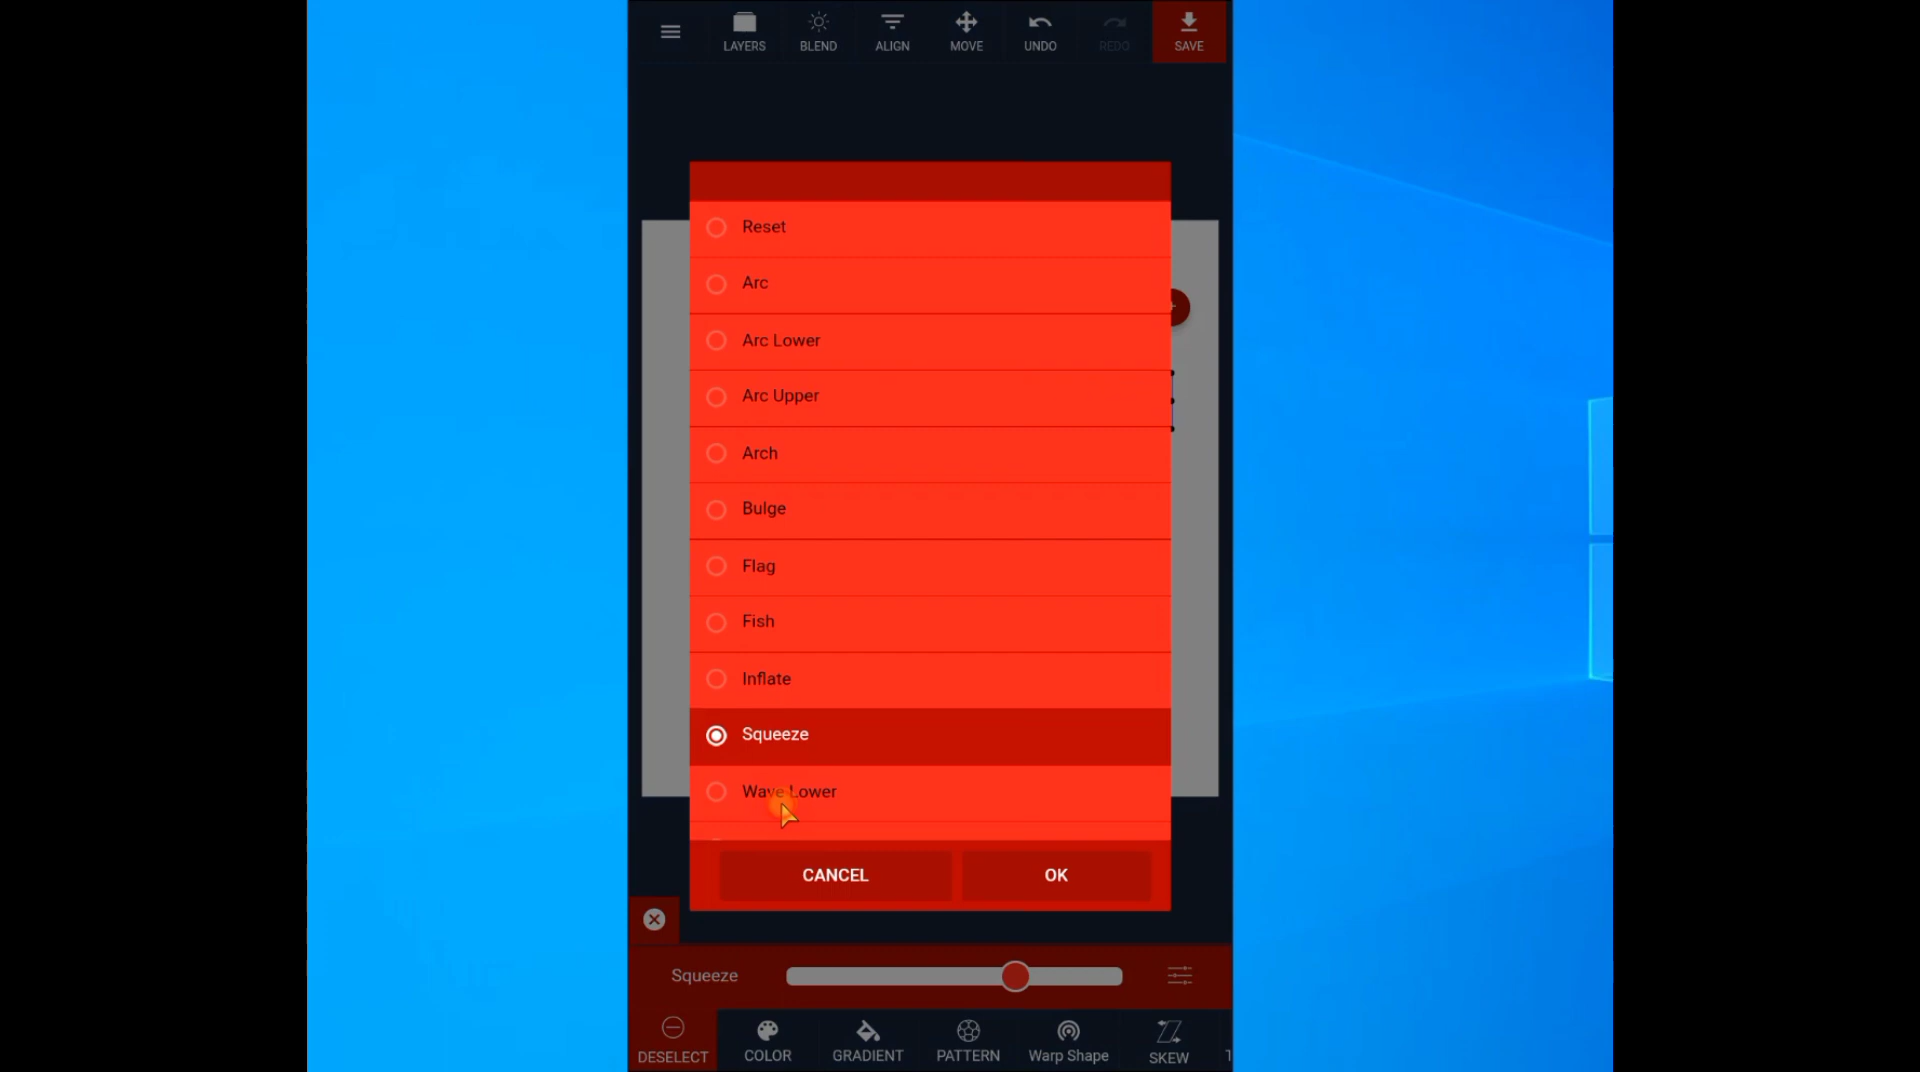 LAYERS BLEND ALIGN MOVE UNDO REDO SAVE
Reset
Arc
Arc Lower
Arc Upper
Arch
Bulge
Flag
Fish
Inflate
Squeeze
Wave Lower
CANCEL OK
Squeeze
DESELECT COLOR GRADIENT PATTERN Warp Shape SKEW